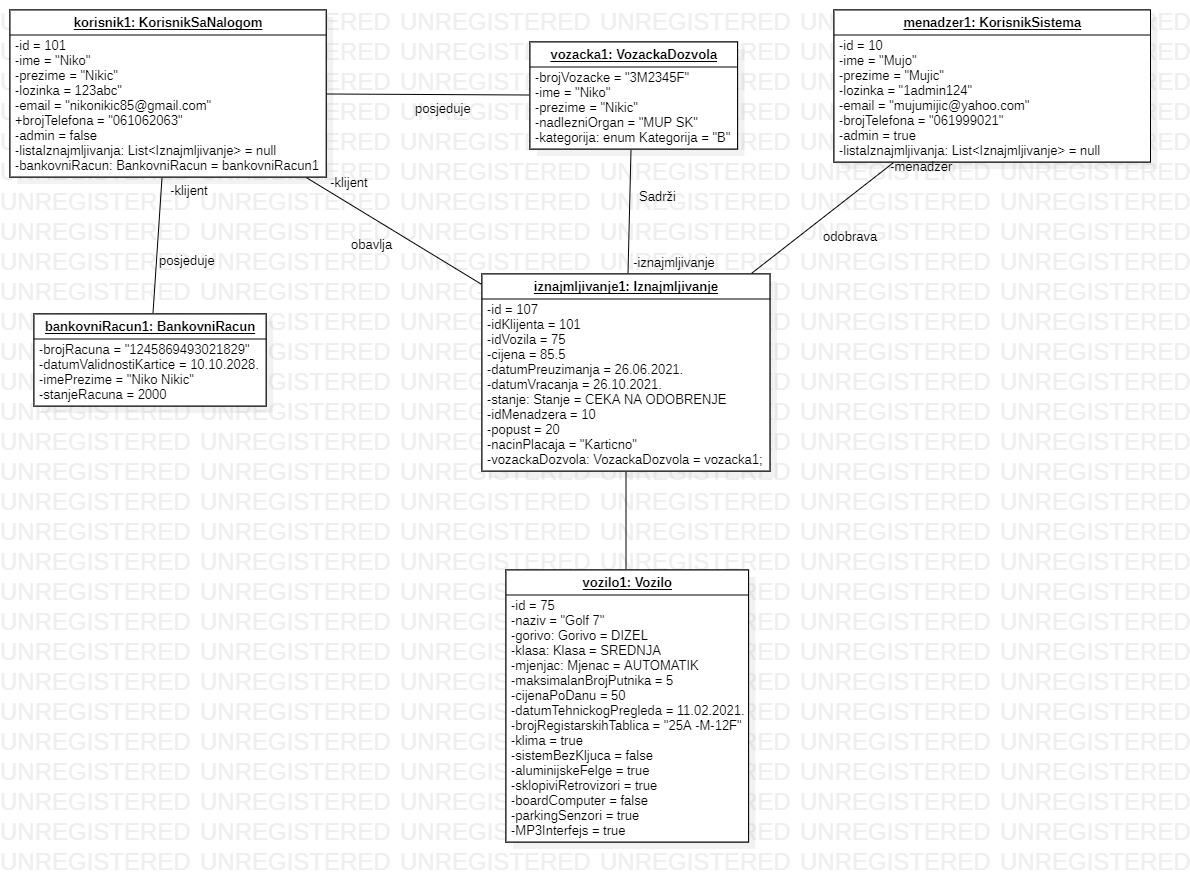 korisnik1: KorisnikSaNalogom
-id = 101
-ime = "Niko"
-prezime = "Nikic"
-lozinka = 123abc"
-email = "nikonikic85@gmail.com"
+brojTelefona = "061062063"
-admin = false
-listaIznajmljivanja: List<Iznajmljivanje> = null
-bankovniRacun: BankovniRacun = bankovniRacun1
posjeduje
vozacka1: VozackaDozvola
-brojVozacke = "3M2345F"
-ime = "Niko"
-prezime = "Nikic"
-nadlezniOrgan = "MUP SK"
-kategorija: enum Kategorija = "B"
menadzer1: KorisnikSistema
-id = 10
-ime = "Mujo"
-prezime = "Mujic"
-lozinka = "1admin124"
-email = "mujumijic@yahoo.com"
-brojTelefona = "061999021"
-admin = true
-listaIznajmljivanja: List<Iznajmljivanje> = null
-menadzer
-klijent
-klijent
Sadrži
odobrava
obavlja
posjeduje
-iznajmljivanje
bankovniRacun1: BankovniRacun
-brojRacuna = "1245869493021829"
-datumValidnostiKartice = 10.10.2028.
-imePrezime = "Niko Nikic"
-stanjeRacuna = 2000
iznajmljivanje1: Iznajmljivanje
-id = 107
-idKlijenta = 101
-idVozila = 75
-cijena = 85.5
-datumPreuzimanja = 26.06.2021.
-datumVracanja = 26.10.2021.
-stanje: Stanje = CEKA NA ODOBRENJE
-idMenadzera = 10
-popust = 20
-nacinPlacaja = "Karticno"
-vozackaDozvola: VozackaDozvola = vozacka1;
vozilo1: Vozilo
-id = 75
-naziv = "Golf 7"
-gorivo: Gorivo = DIZEL
-klasa: Klasa = SREDNJA
-mjenjac: Mjenac = AUTOMATIK
-maksimalanBrojPutnika = 5
-cijenaPoDanu = 50
-datumTehnickogPregleda = 11.02.2021.
-brojRegistarskihTablica = "25A -M-12F"
-klima = true
-sistemBezKljuca = false
-aluminijskeFelge = true
-sklopiviRetrovizori = true
-boardComputer = false
-parkingSenzori = true
-MP3Interfejs = true